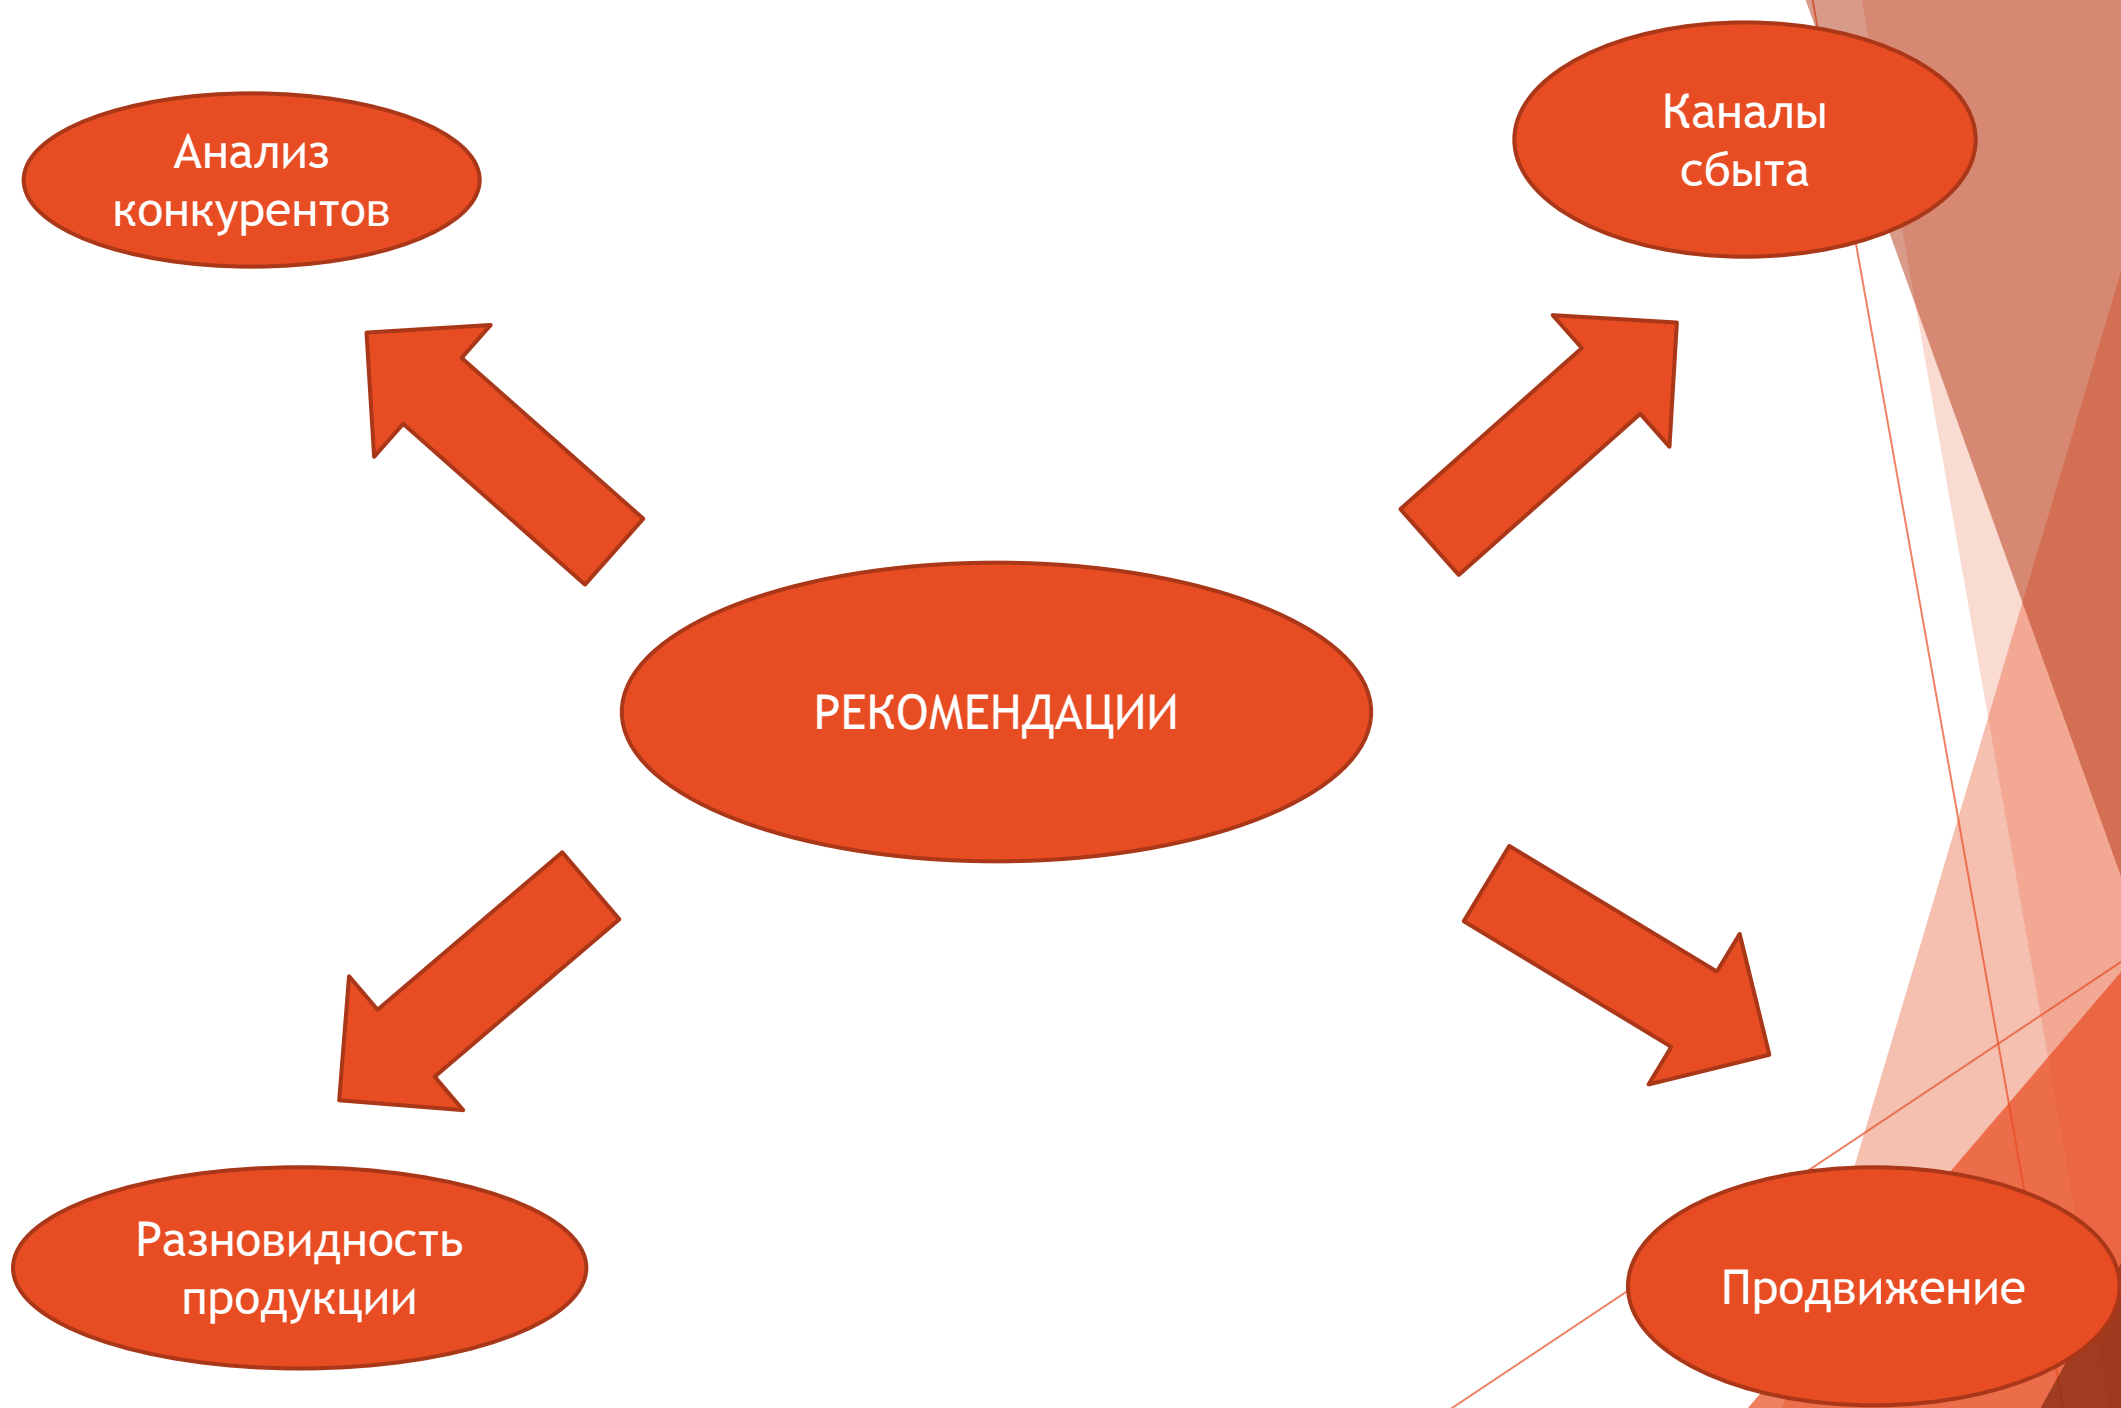 Анализ
конкурентов
Каналы
сбыта
РЕКОМЕНДАЦИИ
Разновидность
продукции
Продвижение